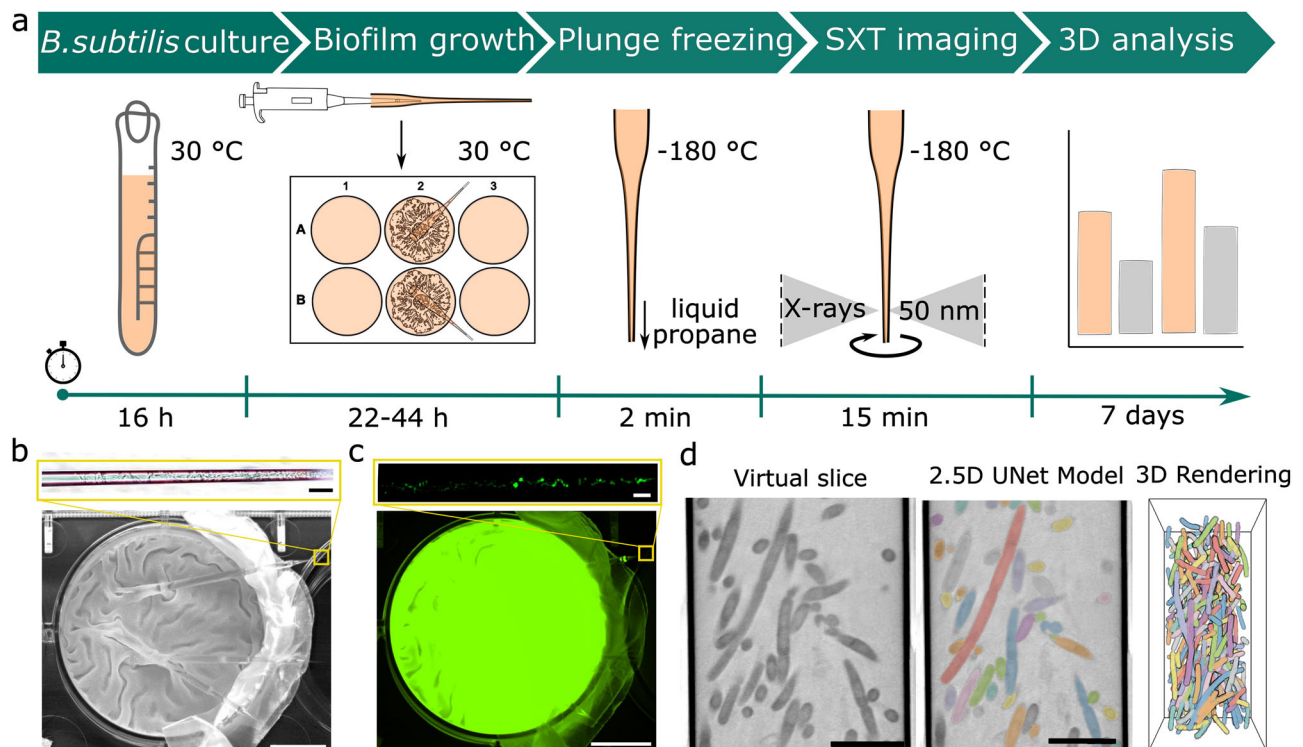 a
B.subtilis culture
Biofilm growth
Plunge freezing
SXT imaging
3D analysis
30 °C
30 °C
-180 °C
-180 °C
1 2 3
A
B
liquid
propane
X-rays
50 nm
16 h
22-44 h
2 min
15 min
7 days
b
c
d
Virtual slice
2.5D UNet Model
3D Rendering